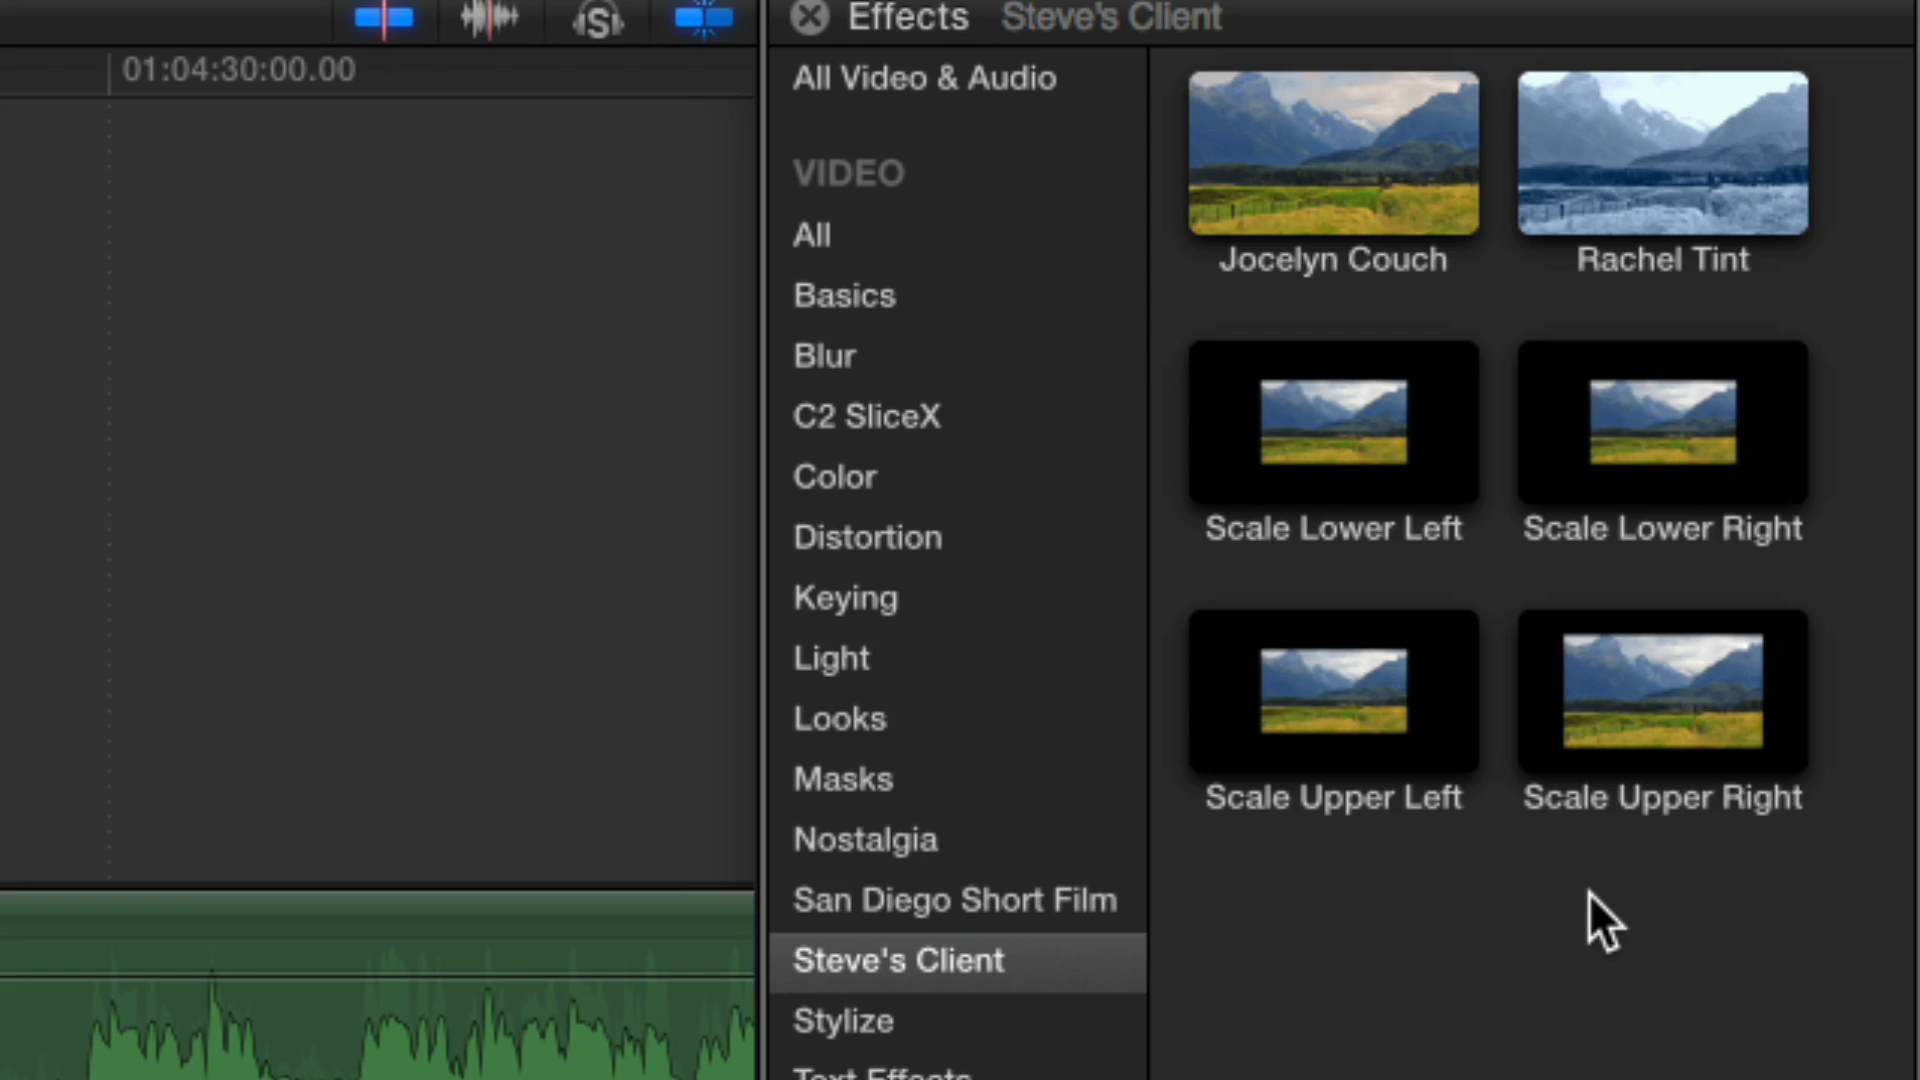 Effects Steve's Client
01:04:30:00.00
All Video & Audio
VIDEO
All
Basics
Blur
C2 SliceX
Color
Distortion
Keying
Light
Looks
Masks
Nostalgia
San Diego Short Film
Steve's Client
Stylize
Text Effects
Jocelyn Couch
Rachel Tint
Scale Lower Left
Scale Lower Right
Scale Upper Left
Scale Upper Right